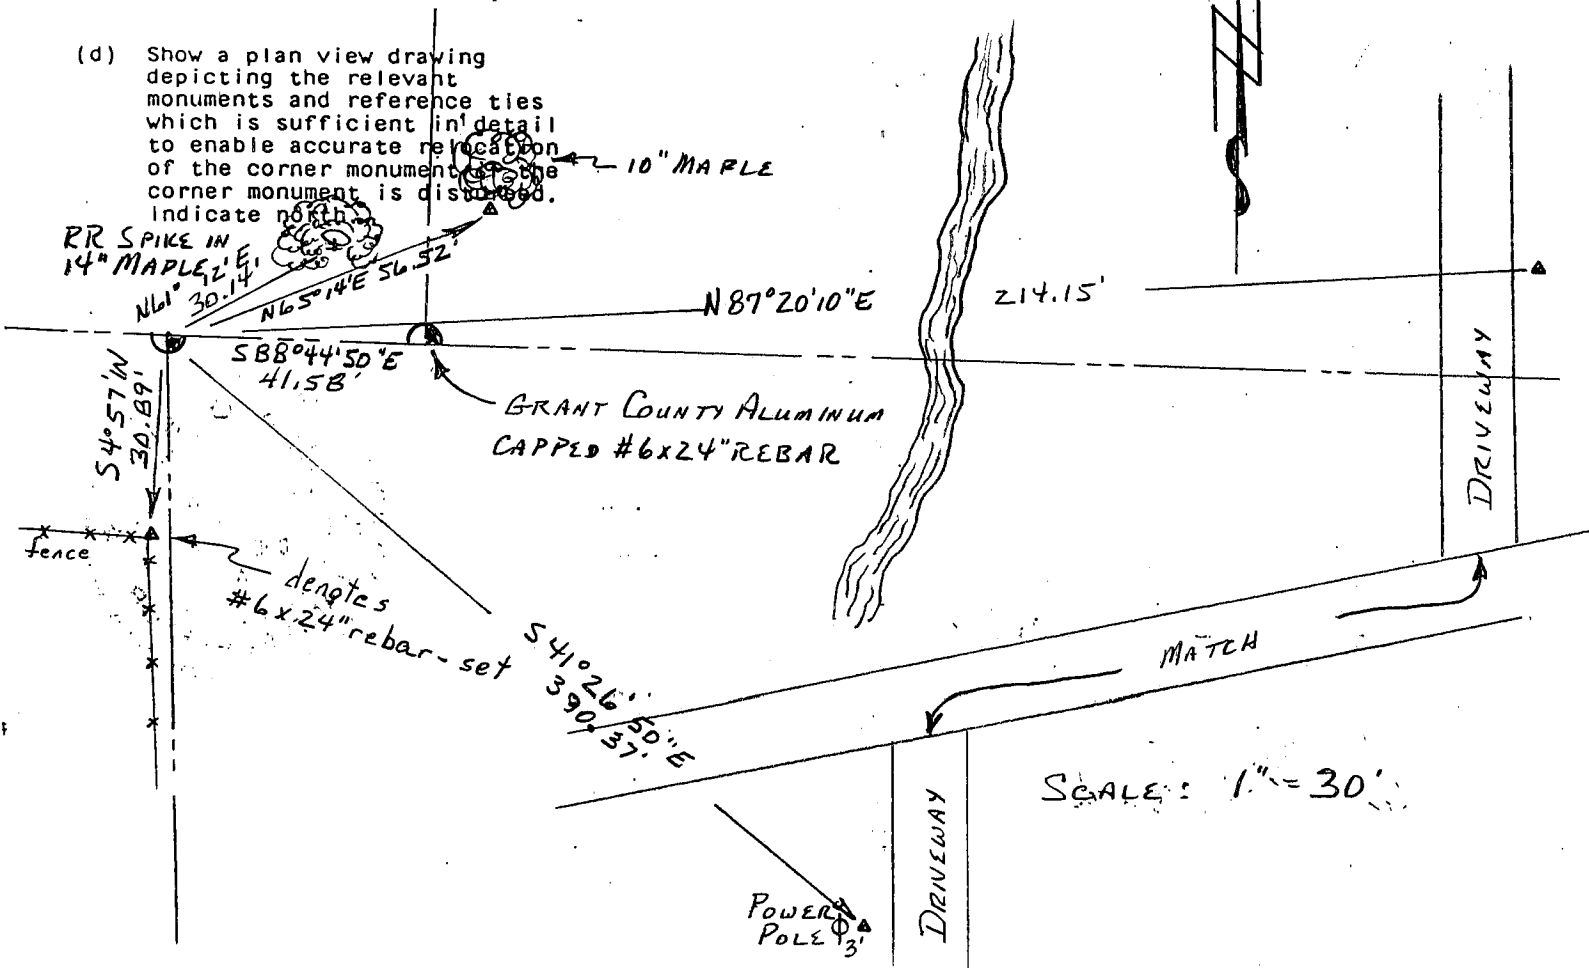 (d) Show a plan view drawing
depicting the relevant
monuments and reference ties
which is sufficient in detail
to enable accurate relocation
of the corner monument if the
corner monument is disturbed.
Indicate north.
10" MAPLE
RR SPIKE IN
14" MAPLE
N61° 12' E
30.14'
N65°14'E 56.52'
N87°20'10"E 214.15'
S88°44'50"E
41.58'
S4°57'W
30.89'
GRANT COUNTY ALUMINUM
CAPPED #6x24" REBAR
DRIVEWAY
fence
denotes
#6x24" rebar-set
S41°26'50"E
390.37'
MATCH
SCALE: 1"=30'
DRIVEWAY
POWER
POLE
3'